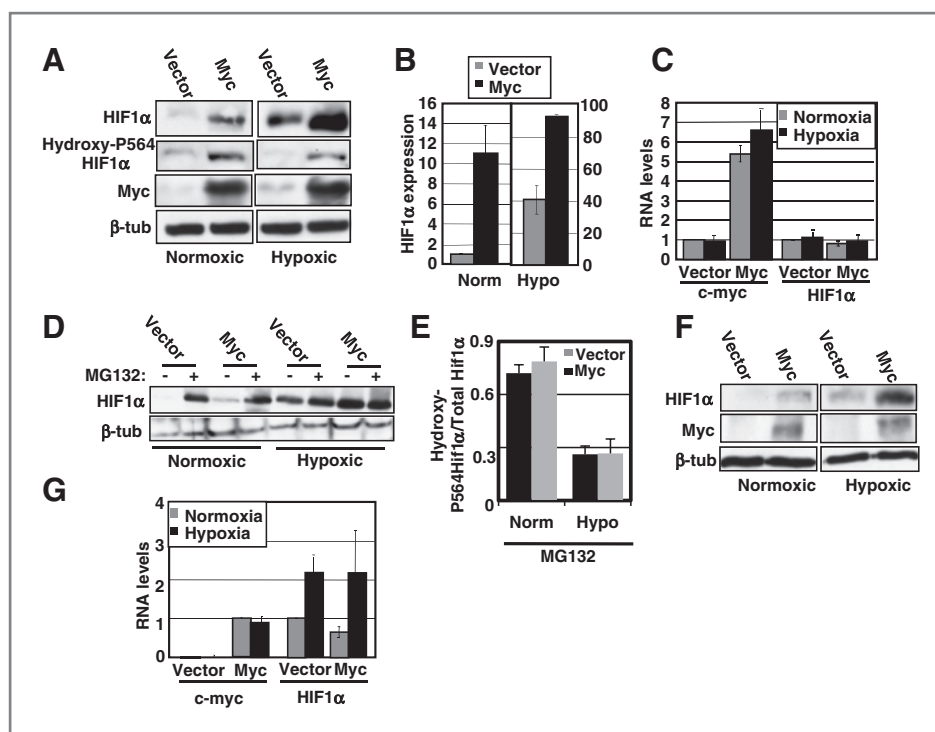 A
Vector
Myc
Vector
Myc
HIF1α
Hydroxy-P564
HIF1α
Myc
β-tub
Normoxic
Hypoxic
B
Vector
Myc
HIF1α expression
16
14
12
10
8
6
4
2
0
100
80
60
40
20
0
Norm
Hypo
C
Normoxia
Hypoxia
RNA levels
8
7
6
5
4
3
2
1
0
Vector Myc
Vector Myc
c-myc
HIF1α
D
Vector
Myc
Vector
Myc
MG132: - + - + - + - +
HIF1α
β-tub
Normoxic
Hypoxic
E
Vector
Myc
Hydroxy-
P564Hif1α/Total Hif1α
0.9
0.6
0.3
0
Norm
Hypo
MG132
F
Vector
Myc
Vector
Myc
HIF1α
Myc
β-tub
Normoxic
Hypoxic
G
Normoxia
Hypoxia
RNA levels
4
3
2
1
0
Vector Myc
Vector Myc
c-myc
HIF1α